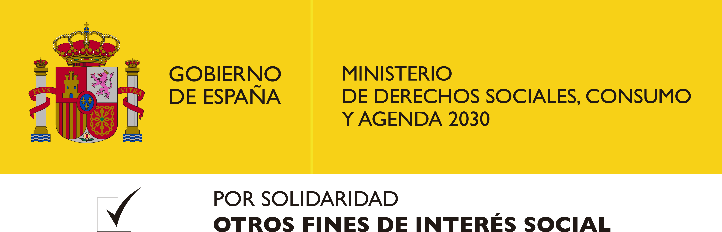 GOBIERNO
DE ESPAÑA
MINISTERIO
DE DERECHOS SOCIALES, CONSUMO
Y AGENDA 2030
POR SOLIDARIDAD
OTROS FINES DE INTERÉS SOCIAL